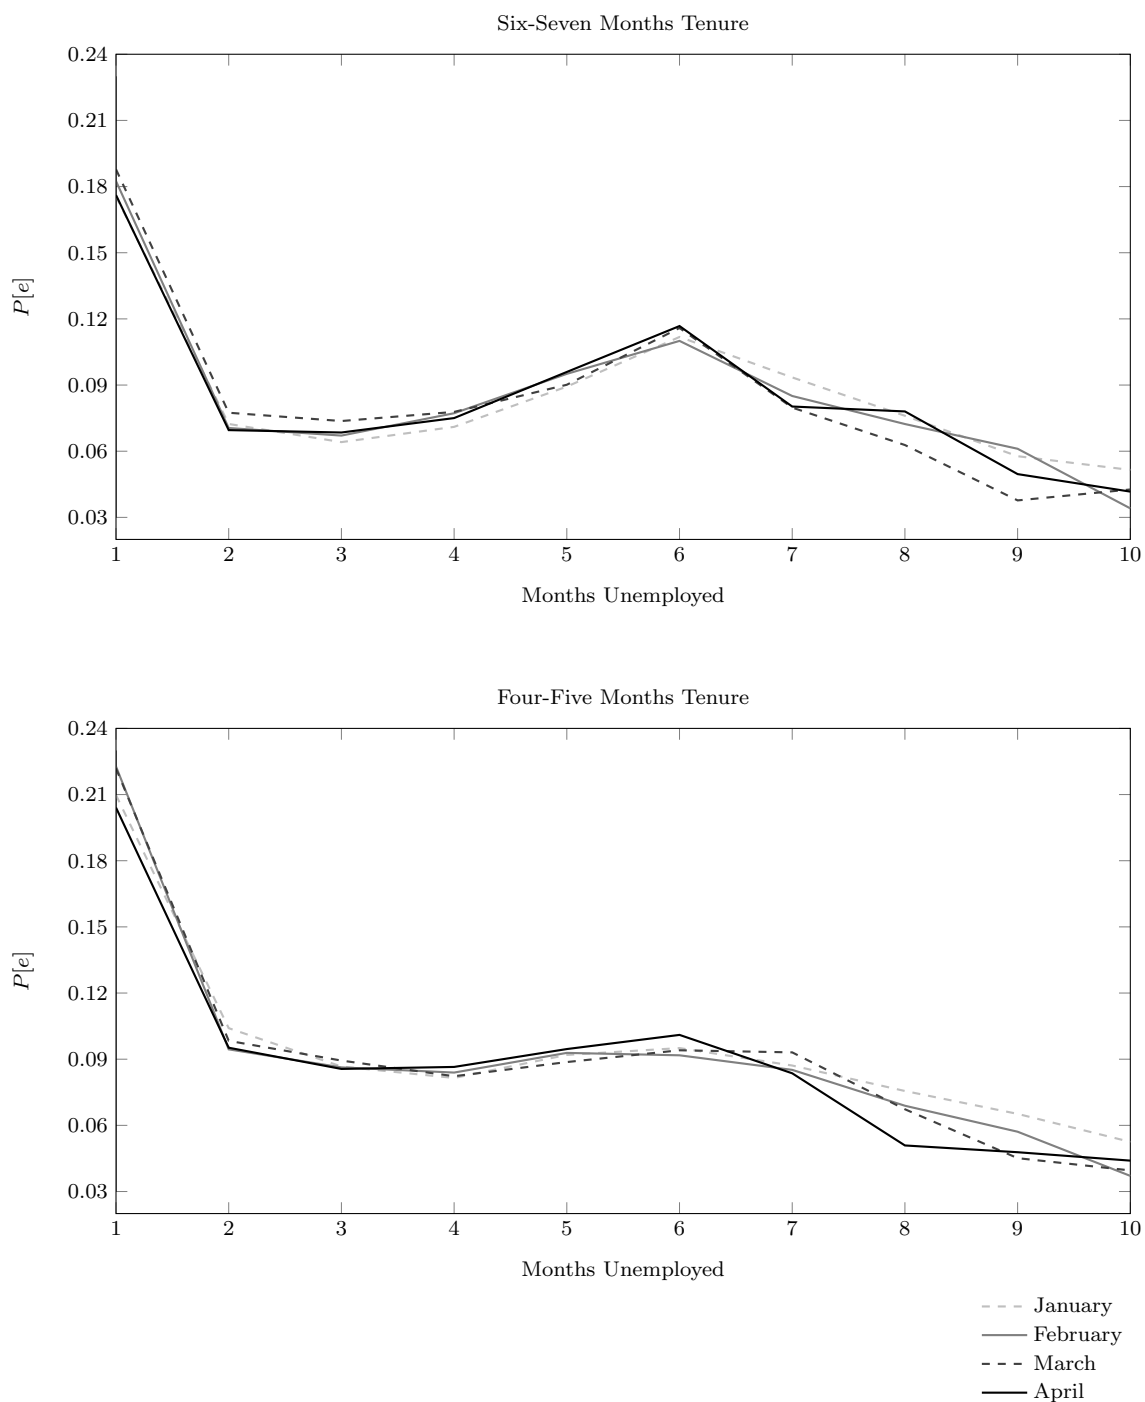 Six-Seven Months Tenure
0.24
0.21
0.18
0.15
0.12
0.09
0.06
0.03
P[e]
1 2 3 4 5 6 7 8 9 10
Months Unemployed
Four-Five Months Tenure
0.24
0.21
0.18
0.15
0.12
0.09
0.06
0.03
P[e]
1 2 3 4 5 6 7 8 9 10
Months Unemployed
January
February
March
April